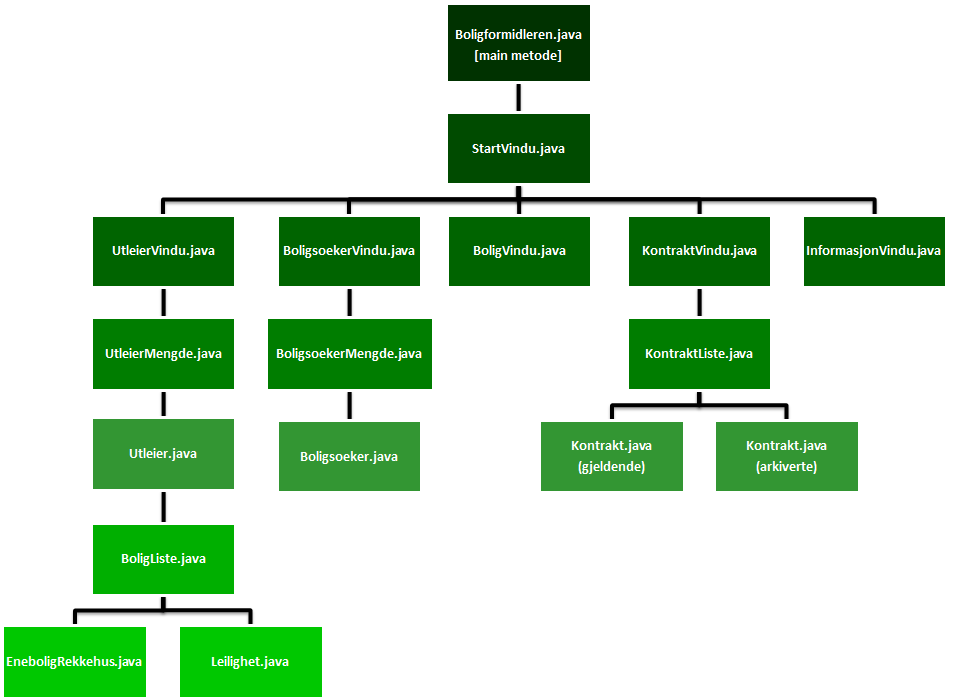 Boligformidleren.java
[main metode]
StartVindu.java
UtleierVindu.java
BoligsoekerVindu.java
BoligVindu.java
KontraktVindu.java
InformasjonVindu.java
UtleierMengde.java
BoligsoekerMengde.java
KontraktListe.java
Utleier.java
Boligsoeker.java
Kontrakt.java
(gjeldende)
Kontrakt.java
(arkiverte)
BoligListe.java
EneboligRekkehus.java
Leilighet.java